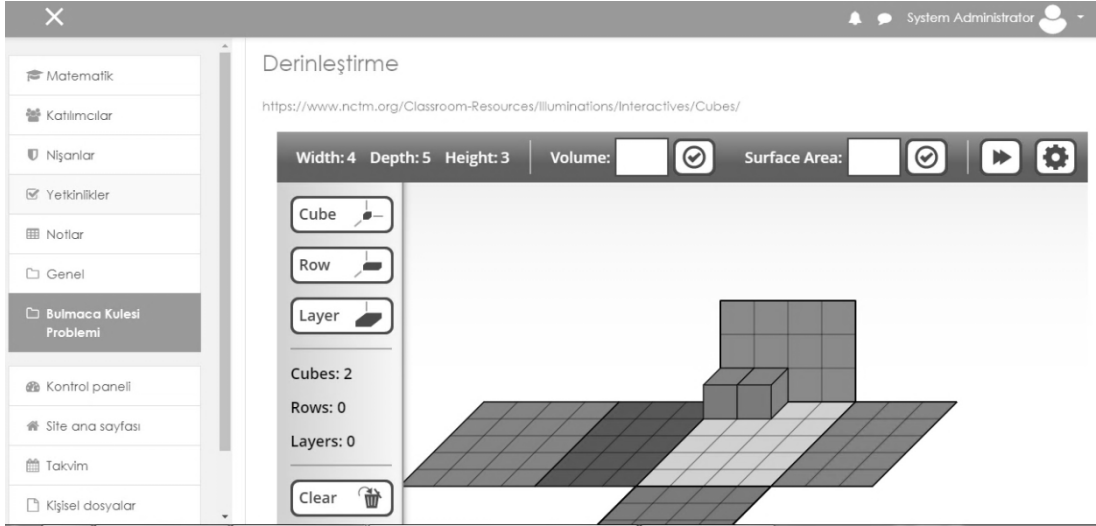 System Administrator
Matematik
Katılımcılar
Nişanlar
Yetkinlikler
Notlar
Genel
Bulmaca Kulesi
Problemi
Kontrol paneli
Site ana sayfası
Takvim
Kişisel dosyalar
Derinleştirme
https://www.nctm.org/Classroom-Resources/Illuminations/Interactives/Cubes/
Width: 4 Depth: 5 Height: 3 Volume: Surface Area:
Cube
Row
Layer
Cubes: 2
Rows: 0
Layers: 0
Clear